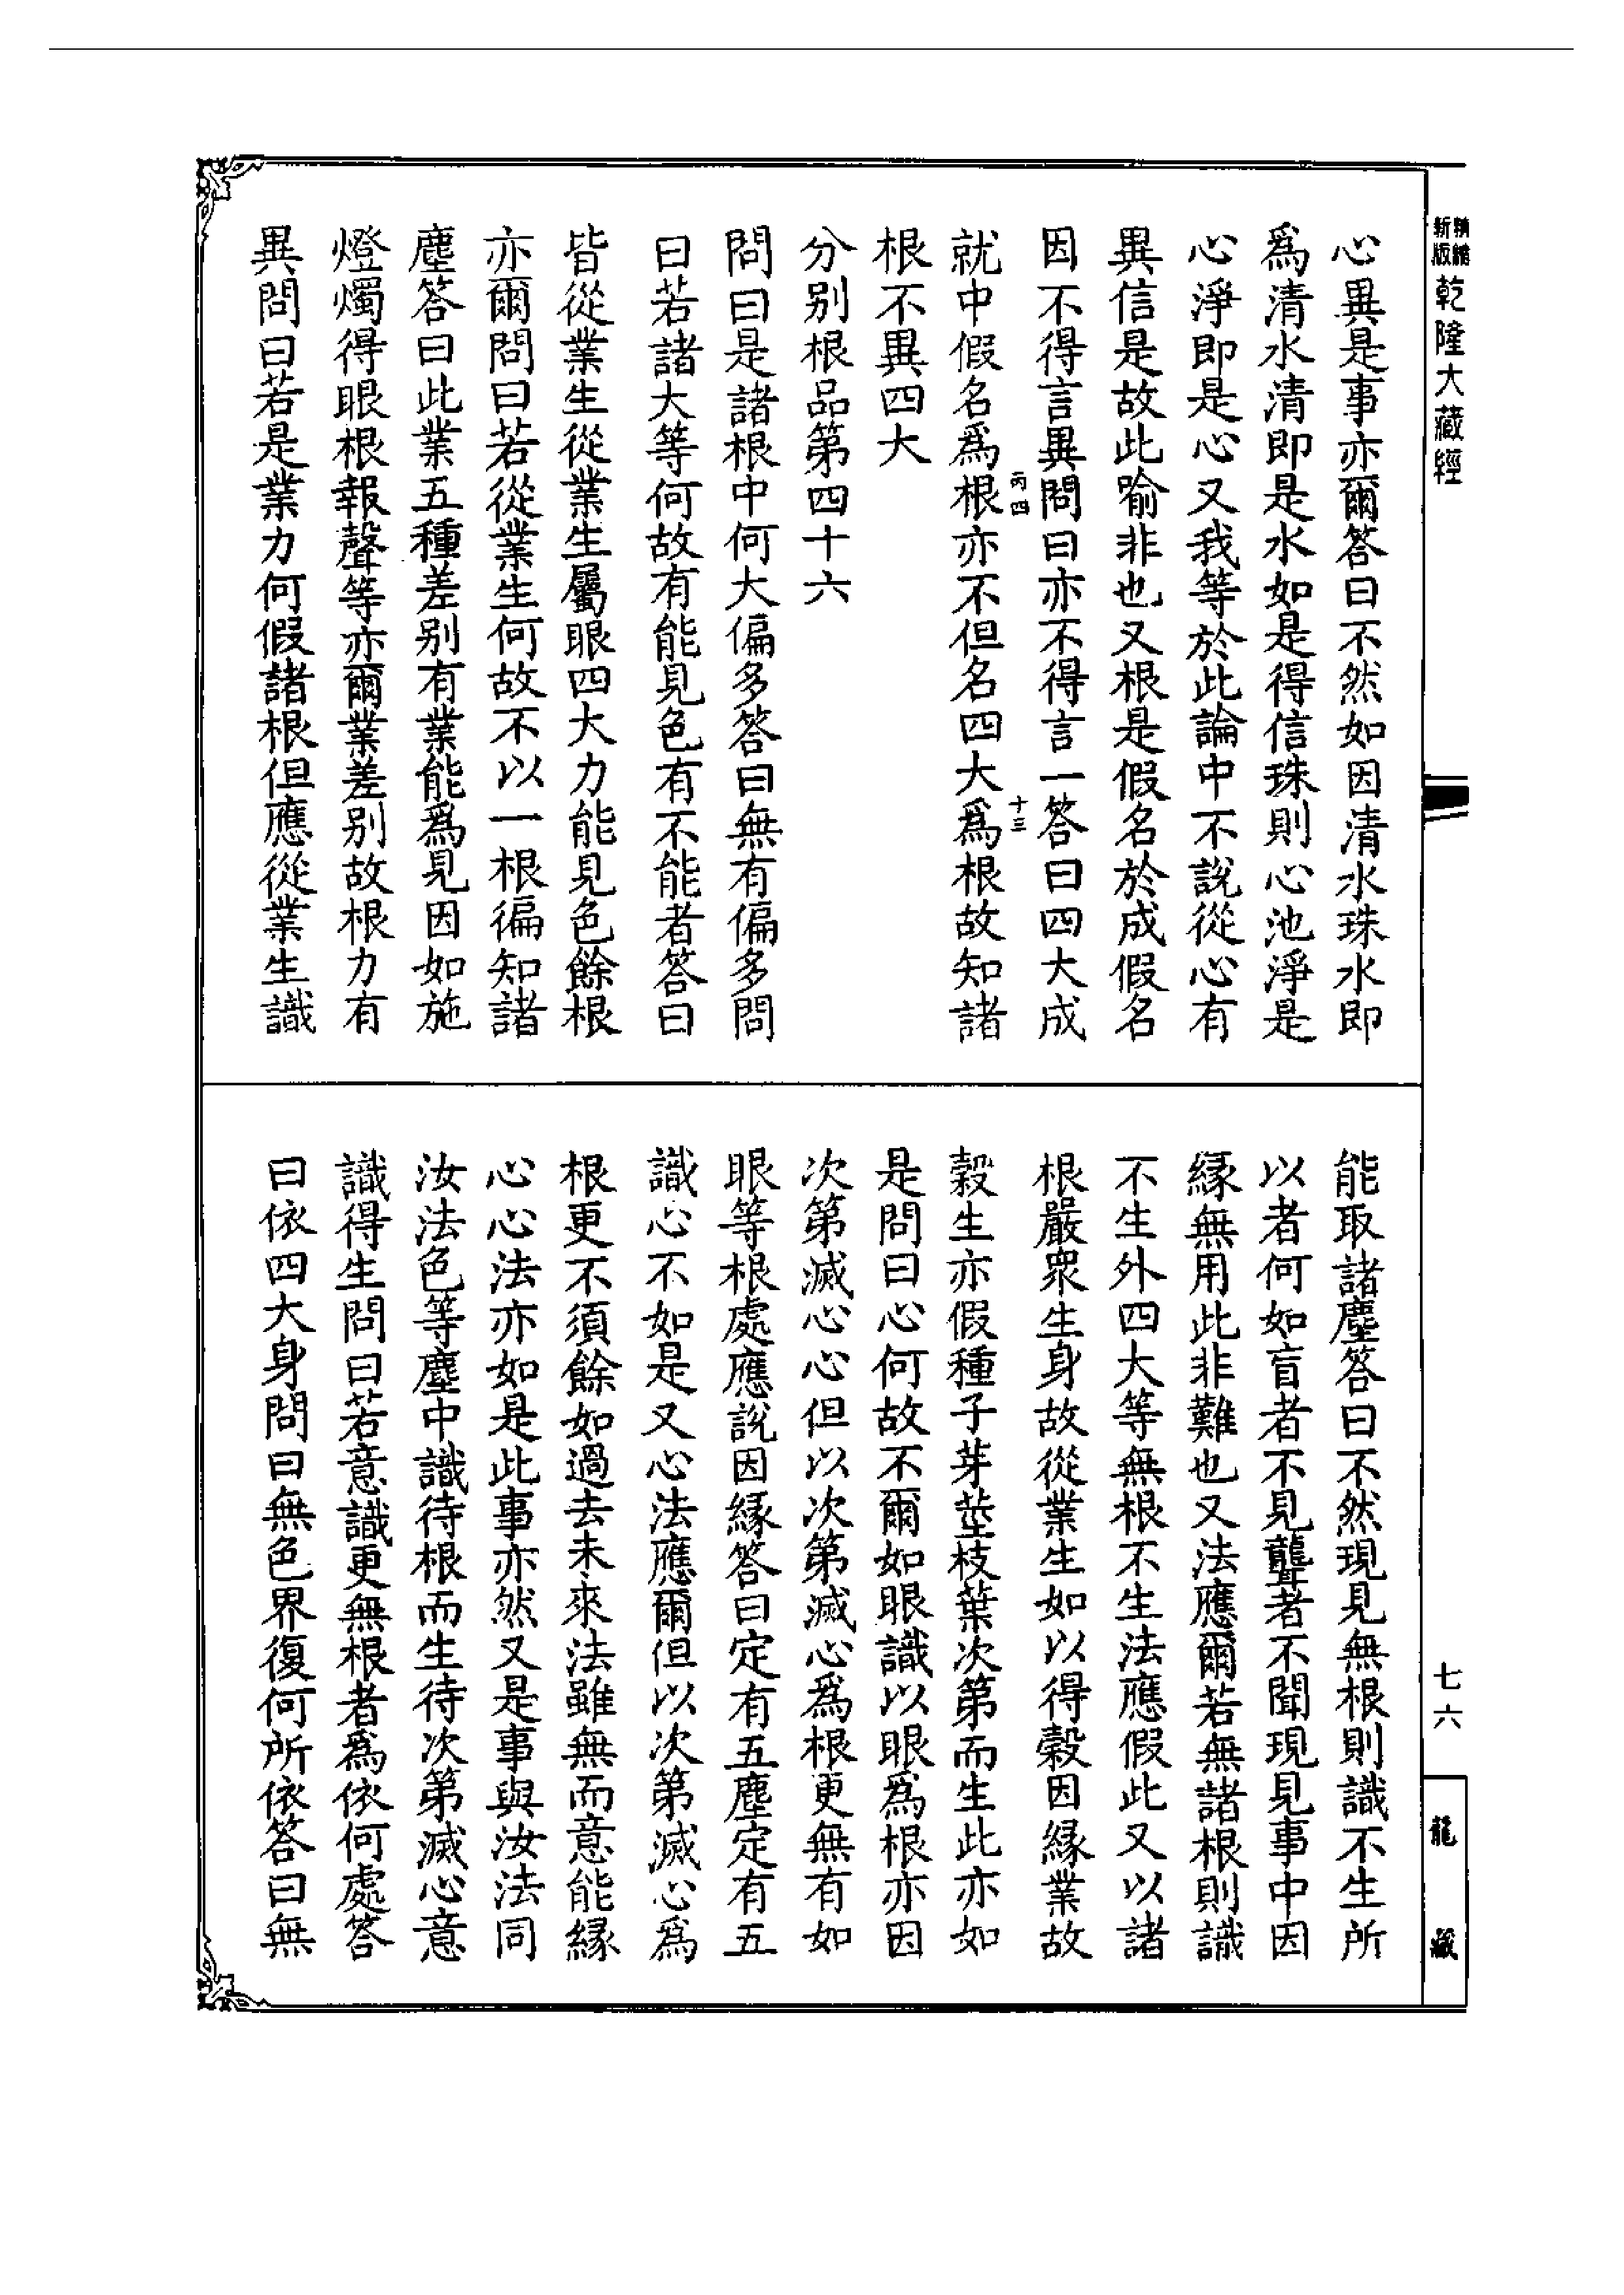 精縮
新版
乾隆大藏經
七六
龍藏
心異是事亦爾答曰不然如因清水珠水即
爲清水清即是水如是得信珠則心池淨是
心淨即是心又我等於此論中不說從心有
異信是故此喻非也又根是假名於成假名
因不得言異問曰亦不得言一答曰四大成
丙四
十三
就中假名爲根亦不但名四大爲根故知諸
根不異四大
分別根品第四十六
問曰是諸根中何大偏多答曰無有偏多問
曰若諸大等何故有能見色有不能者答曰
皆從業生從業生屬眼四大力能見色餘根
亦爾問曰若從業生何故不以一根徧知諸
塵答曰此業五種差別有業能爲見因如施
燈燭得眼根報聲等亦爾業差別故根力有
異問曰若是業力何假諸根但應從業生識
能取諸塵答曰不然現見無根則識不生所
以者何如盲者不見聾者不聞現見事中因
緣無用此非難也又法應爾若無諸根則識
不生外四大等無根不生法應假此又以諸
根嚴衆生身故從業生如以得穀因緣業故
穀生亦假種子芽莖枝葉次第而生此亦如
是問曰心何故不爾如眼識以眼爲根亦因
次第滅心心但以次第滅心爲根更無有如
眼等根處應說因緣答曰定有五塵定有五
識心不如是又心法應爾但以次第滅心爲
根更不須餘如過去未來法雖無而意能緣
心心法亦如是此事亦然又是事與汝法同
汝法色等塵中識待根而生待次第滅心意
識得生問曰若意識更無根者爲依何處答
曰依四大身問曰無色界復何所依答曰無